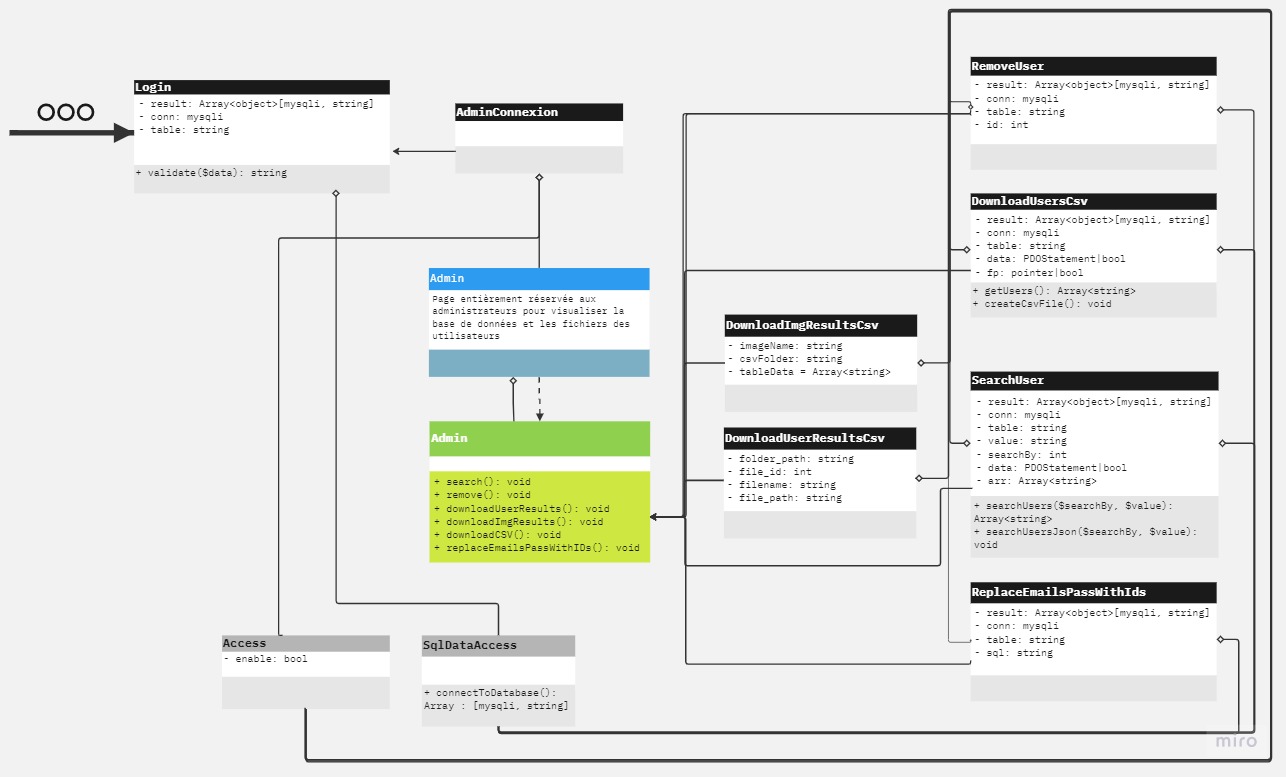 Login
- result: Array<object>[mysqli, string]
- conn: mysqli
- table: string
+ validate($data): string
AdminConnexion
Admin
Page entièrement réservée aux
administrateurs pour visualiser la
base de données et les fichiers des
utilisateurs
Admin
+ search(): void
+ remove(): void
+ downloadUserResults(): void
+ downloadImgResults(): void
+ downloadCSV(): void
+ replaceEmailsPassWithIDs(): void
Access
- enable: bool
SqlDataAccess
+ connectToDatabase():
Array : [mysqli, string]
DownloadImgResultsCsv
- imageName: string
- csvFolder: string
- tableData = Array<string>
DownloadUserResultsCsv
- folder_path: string
- file_id: int
- filename: string
- file_path: string
RemoveUser
- result: Array<object>[mysqli, string]
- conn: mysqli
- table: string
- id: int
DownloadUsersCsv
- result: Array<object>[mysqli, string]
- conn: mysqli
- table: string
- data: PDOStatement|bool
- fp: pointer|bool
+ getUsers(): Array<string>
+ createCsvFile(): void
SearchUser
- result: Array<object>[mysqli, string]
- conn: mysqli
- table: string
- value: string
- searchBy: int
- data: PDOStatement|bool
- arr: Array<string>
+ searchUsers($searchBy, $value):
Array<string>
+ searchUsersJson($searchBy, $value):
void
ReplaceEmailsPassWithIds
- result: Array<object>[mysqli, string]
- conn: mysqli
- table: string
- sql: string
miro